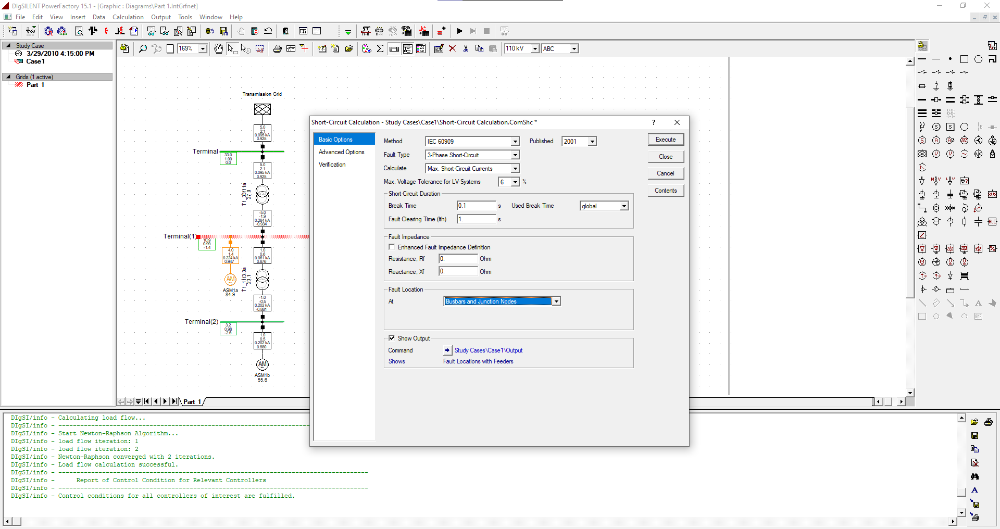 DIgSILENT PowerFactory 15.1 - [Graphic : Diagrams\Part 1.IntGrfnet]
File Edit View Insert Data Calculation Output Tools Window Help
169%
110 kV
ABC
Study Case
3/29/2010 4:15:00 PM
Case1
Grids (1 active)
Part 1
Transmission Grid
5.0
2.1
0.095 kA
0.925
Terminal
33.0
1.00
0.0
5.0
2.1
0.095 kA
0.925
T1_33/11a
27.0
-5.0
-1.9
0.284 kA
-0.934
Terminal(1)
10.9
0.99
-1.4
4.0
1.4
0.224 kA
0.947
1.0
0.6
0.061 kA
0.876
AM
ASM1a
84.9
T1_11/3.3a
23.1
-1.0
-0.5
0.202 kA
-0.881
Terminal(2)
3.2
0.98
-2.6
1.0
0.5
0.202 kA
0.880
AM
ASM1b
55.6
Part 1
Short-Circuit Calculation - Study Cases\Case1\Short-Circuit Calculation.ComShc *
?
Basic Options
Advanced Options
Verification
Method IEC 60909 Published 2001
Fault Type 3-Phase Short-Circuit
Calculate Max. Short-Circuit Currents
Max. Voltage Tolerance for LV-Systems 6 %
Short-Circuit Duration
Break Time 0.1 s Used Break Time global
Fault Clearing Time (Ith) 1. s
Fault Impedance
Enhanced Fault Impedance Definition
Resistance, Rf 0. Ohm
Reactance, Xf 0. Ohm
Fault Location
At Busbars and Junction Nodes
Show Output
Command Study Cases\Case1\Output
Shows Fault Locations with Feeders
Execute
Close
Cancel
Contents
DIgSI/info - Calculating load flow...
DIgSI/info - --------------------------------------------------------------------------------
DIgSI/info - Start Newton-Raphson Algorithm...
DIgSI/info - load flow iteration: 1
DIgSI/info - load flow iteration: 2
DIgSI/info - Newton-Raphson converged with 2 iterations.
DIgSI/info - Load flow calculation successful.
DIgSI/info - --------------------------------------------------------------------------------
DIgSI/info - Report of Control Condition for Relevant Controllers
DIgSI/info - --------------------------------------------------------------------------------
DIgSI/info - Control conditions for all controllers of interest are fulfilled.